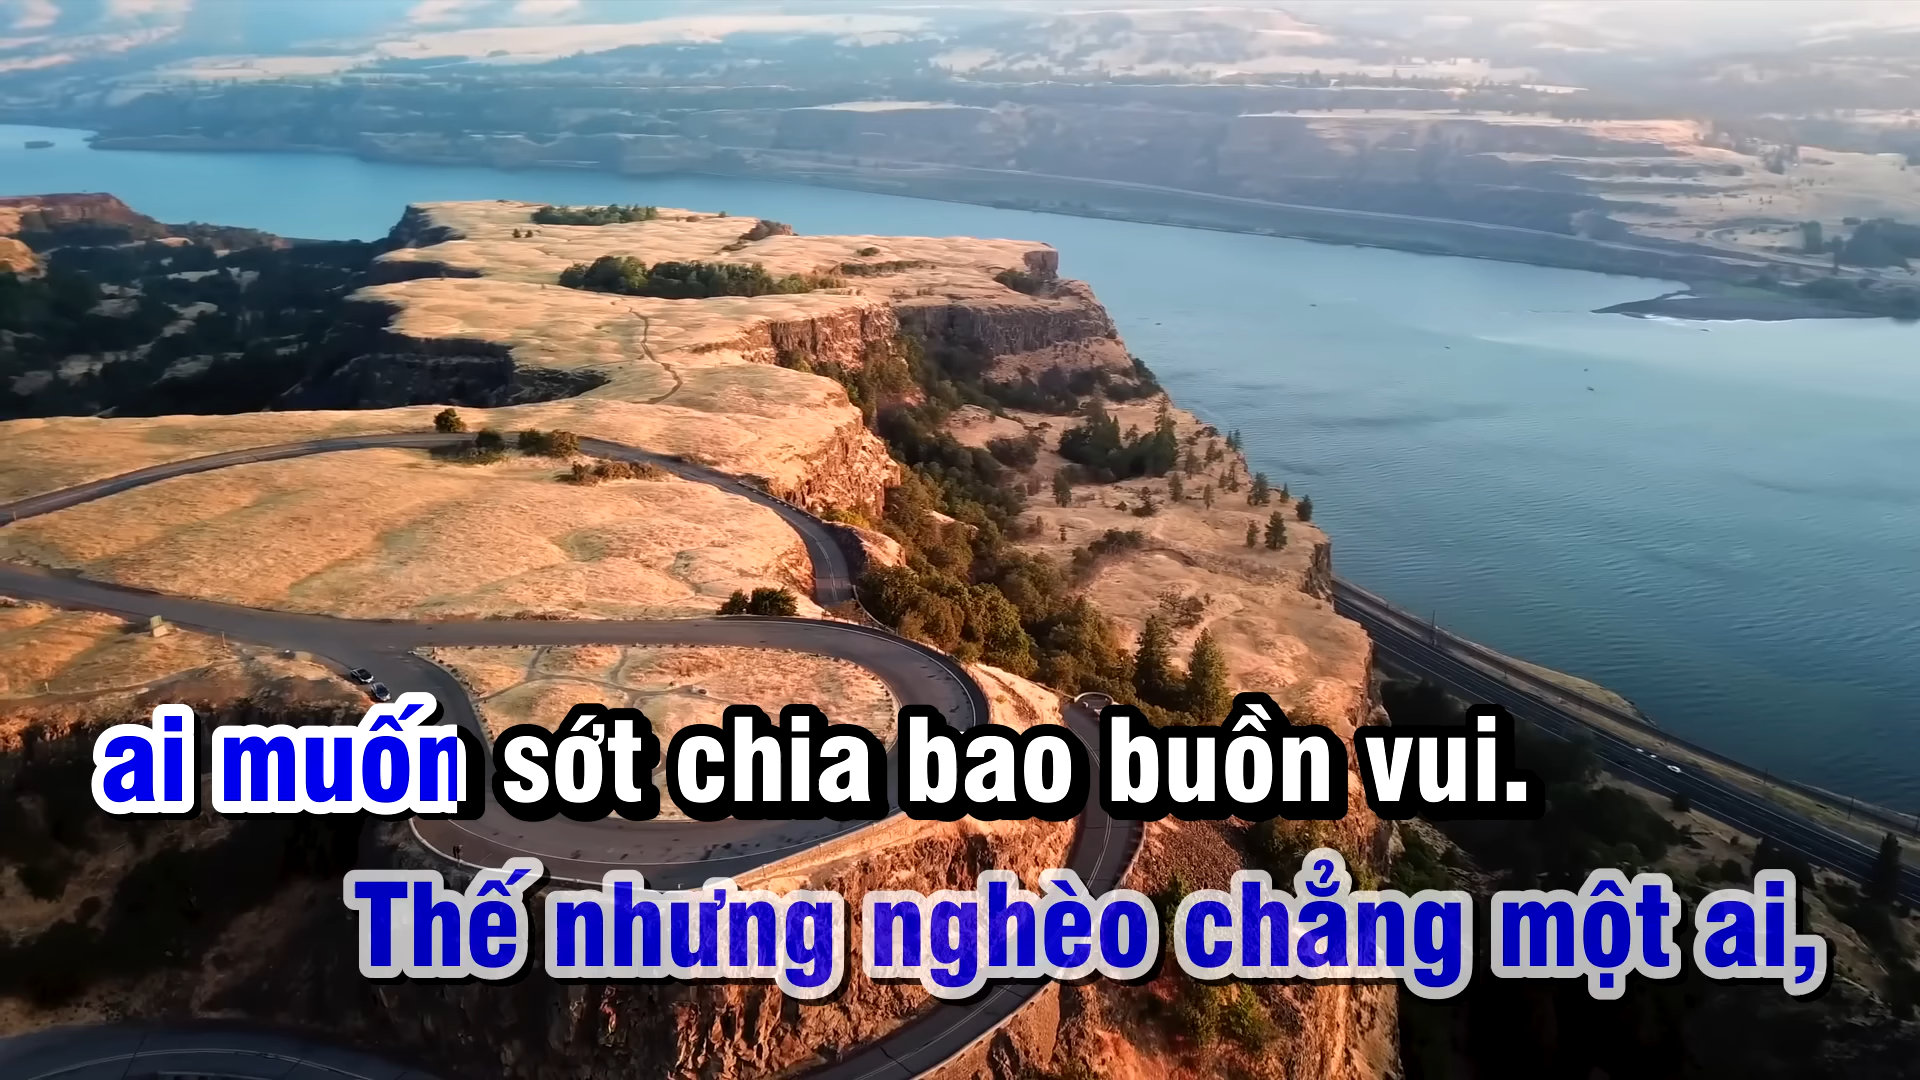 ai muốn sớt chia bao buồn vui.
Thế nhưng nghèo chẳng một ai,